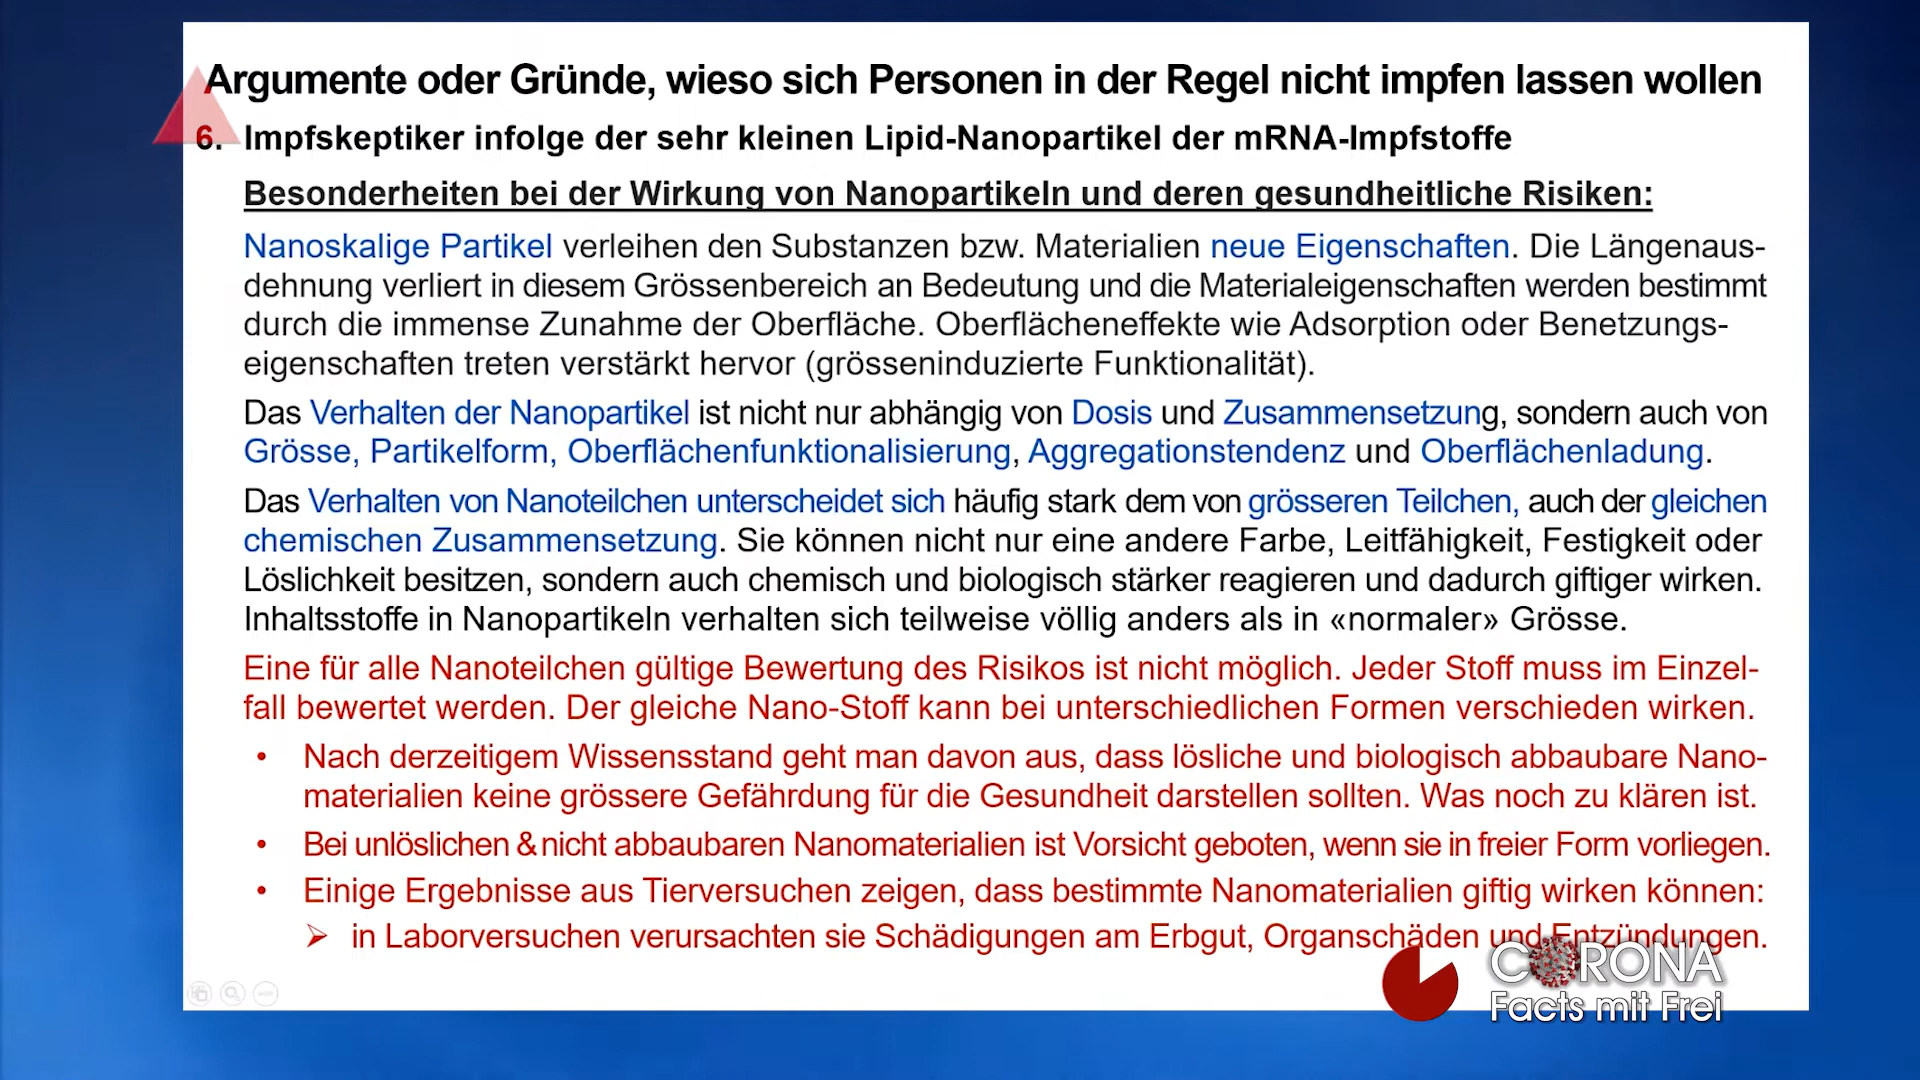 Argumente oder Gründe, wieso sich Personen in der Regel nicht impfen lassen wollen
6. Impfskeptiker infolge der sehr kleinen Lipid-Nanopartikel der mRNA-Impfstoffe
Besonderheiten bei der Wirkung von Nanopartikeln und deren gesundheitliche Risiken:
Nanoskalige Partikel verleihen den Substanzen bzw. Materialien neue Eigenschaften. Die Längenaus-
dehnung verliert in diesem Grössenbereich an Bedeutung und die Materialeigenschaften werden bestimmt
durch die immense Zunahme der Oberfläche. Oberflächeneffekte wie Adsorption oder Benetzungs-
eigenschaften treten verstärkt hervor (grösseninduzierte Funktionalität).
Das Verhalten der Nanopartikel ist nicht nur abhängig von Dosis und Zusammensetzung, sondern auch von
Grösse, Partikelform, Oberflächenfunktionalisierung, Aggregationstendenz und Oberflächenladung.
Das Verhalten von Nanoteilchen unterscheidet sich häufig stark dem von grösseren Teilchen, auch der gleichen
chemischen Zusammensetzung. Sie können nicht nur eine andere Farbe, Leitfähigkeit, Festigkeit oder
Löslichkeit besitzen, sondern auch chemisch und biologisch stärker reagieren und dadurch giftiger wirken.
Inhaltsstoffe in Nanopartikeln verhalten sich teilweise völlig anders als in «normaler» Grösse.
Eine für alle Nanoteilchen gültige Bewertung des Risikos ist nicht möglich. Jeder Stoff muss im Einzel-
fall bewertet werden. Der gleiche Nano-Stoff kann bei unterschiedlichen Formen verschieden wirken.
• Nach derzeitigem Wissensstand geht man davon aus, dass lösliche und biologisch abbaubare Nano-
materialien keine grössere Gefährdung für die Gesundheit darstellen sollten. Was noch zu klären ist.
• Bei unlöslichen & nicht abbaubaren Nanomaterialien ist Vorsicht geboten, wenn sie in freier Form vorliegen.
• Einige Ergebnisse aus Tierversuchen zeigen, dass bestimmte Nanomaterialien giftig wirken können:
➢ in Laborversuchen verursachten sie Schädigungen am Erbgut, Organschäden und Entzündungen.
CORONA
Facts mit Frei